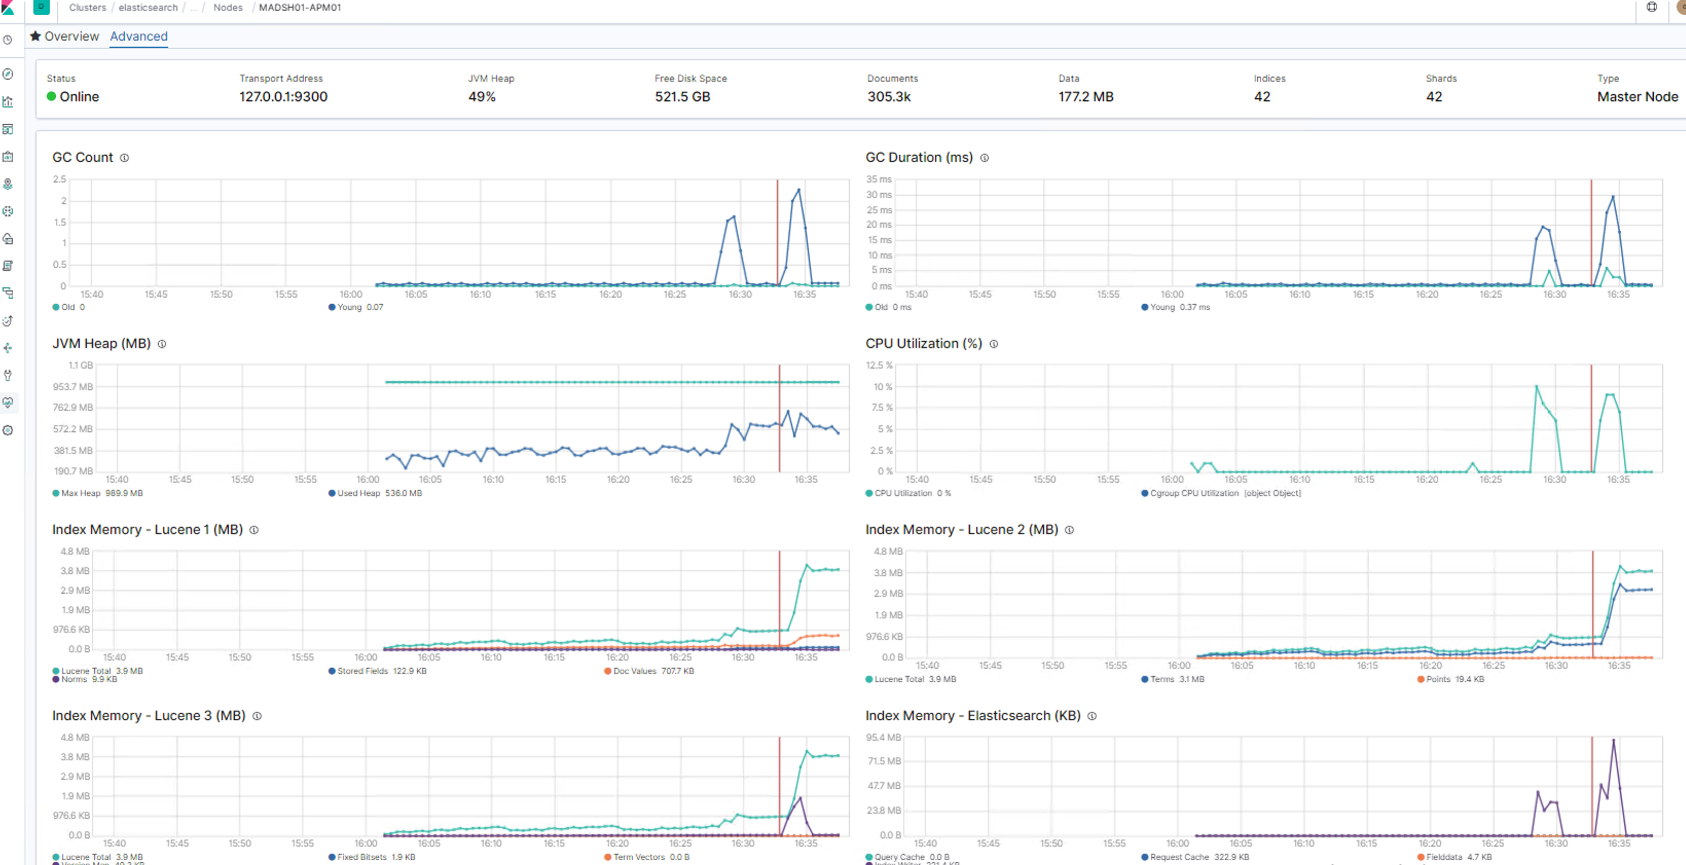 D Clusters / elasticsearch / ... / Nodes / MADSH01-APM01
Overview Advanced
Status Transport Address JVM Heap Free Disk Space Documents Data Indices Shards Type
Online 127.0.0.1:9300 49% 521.5 GB 305.3k 177.2 MB 42 42 Master Node
GC Count
2.5
2
1.5
1
0.5
0
15:40 15:45 15:50 15:55 16:00 16:05 16:10 16:15 16:20 16:25 16:30 16:35
Old 0 Young 0.07
GC Duration (ms)
35 ms
30 ms
25 ms
20 ms
15 ms
10 ms
5 ms
0 ms
15:40 15:45 15:50 15:55 16:00 16:05 16:10 16:15 16:20 16:25 16:30 16:35
Old 0 ms Young 0.37 ms
JVM Heap (MB)
1.1 GB
953.7 MB
762.9 MB
572.2 MB
381.5 MB
190.7 MB
15:40 15:45 15:50 15:55 16:00 16:05 16:10 16:15 16:20 16:25 16:30 16:35
Max Heap 989.9 MB Used Heap 536.0 MB
CPU Utilization (%)
12.5 %
10 %
7.5 %
5 %
2.5 %
0 %
15:40 15:45 15:50 15:55 16:00 16:05 16:10 16:15 16:20 16:25 16:30 16:35
CPU Utilization 0 % Cgroup CPU Utilization [object Object]
Index Memory - Lucene 1 (MB)
4.8 MB
3.8 MB
2.9 MB
1.9 MB
976.6 KB
0.0 B
15:40 15:45 15:50 15:55 16:00 16:05 16:10 16:15 16:20 16:25 16:30 16:35
Lucene Total 3.9 MB Stored Fields 122.9 KB Doc Values 707.7 KB
Norms 9.9 KB
Index Memory - Lucene 2 (MB)
4.8 MB
3.8 MB
2.9 MB
1.9 MB
976.6 KB
0.0 B
15:40 15:45 15:50 15:55 16:00 16:05 16:10 16:15 16:20 16:25 16:30 16:35
Lucene Total 3.9 MB Terms 3.1 MB Points 19.4 KB
Index Memory - Lucene 3 (MB)
4.8 MB
3.8 MB
2.9 MB
1.9 MB
976.6 KB
0.0 B
15:40 15:45 15:50 15:55 16:00 16:05 16:10 16:15 16:20 16:25 16:30 16:35
Lucene Total 3.9 MB Fixed Bitsets 1.9 KB Term Vectors 0.0 B
Index Memory - Elasticsearch (KB)
95.4 MB
71.5 MB
47.7 MB
23.8 MB
0.0 B
15:40 15:45 15:50 15:55 16:00 16:05 16:10 16:15 16:20 16:25 16:30 16:35
Query Cache 0.0 B Request Cache 322.9 KB Fielddata 4.7 KB